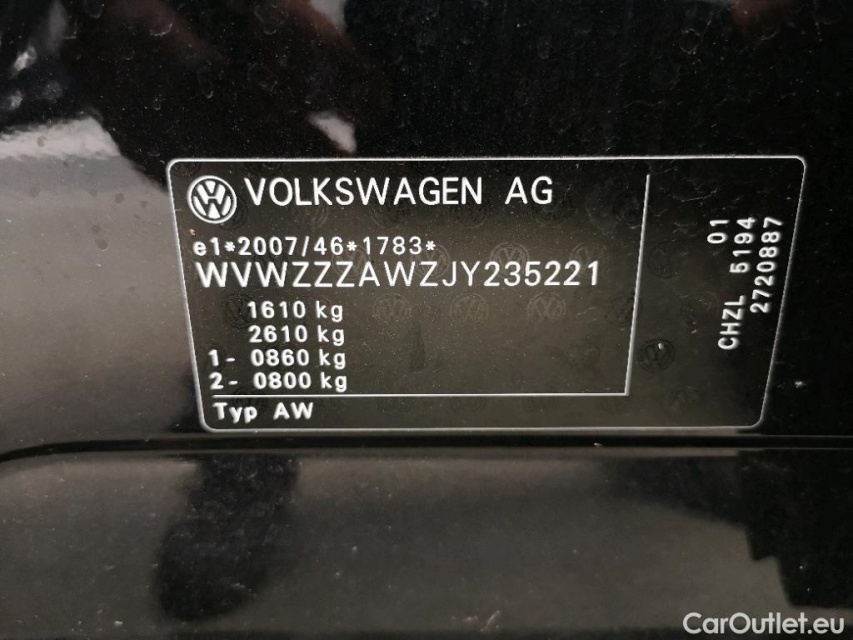 VOLKSWAGEN AG
e1*2007/46*1783*
WVWZZZAWZJY235221
1610 kg
2610 kg
1- 0860 kg
2- 0800 kg
Typ AW
01
CHZL 5194
2720887
CarOutlet.eu